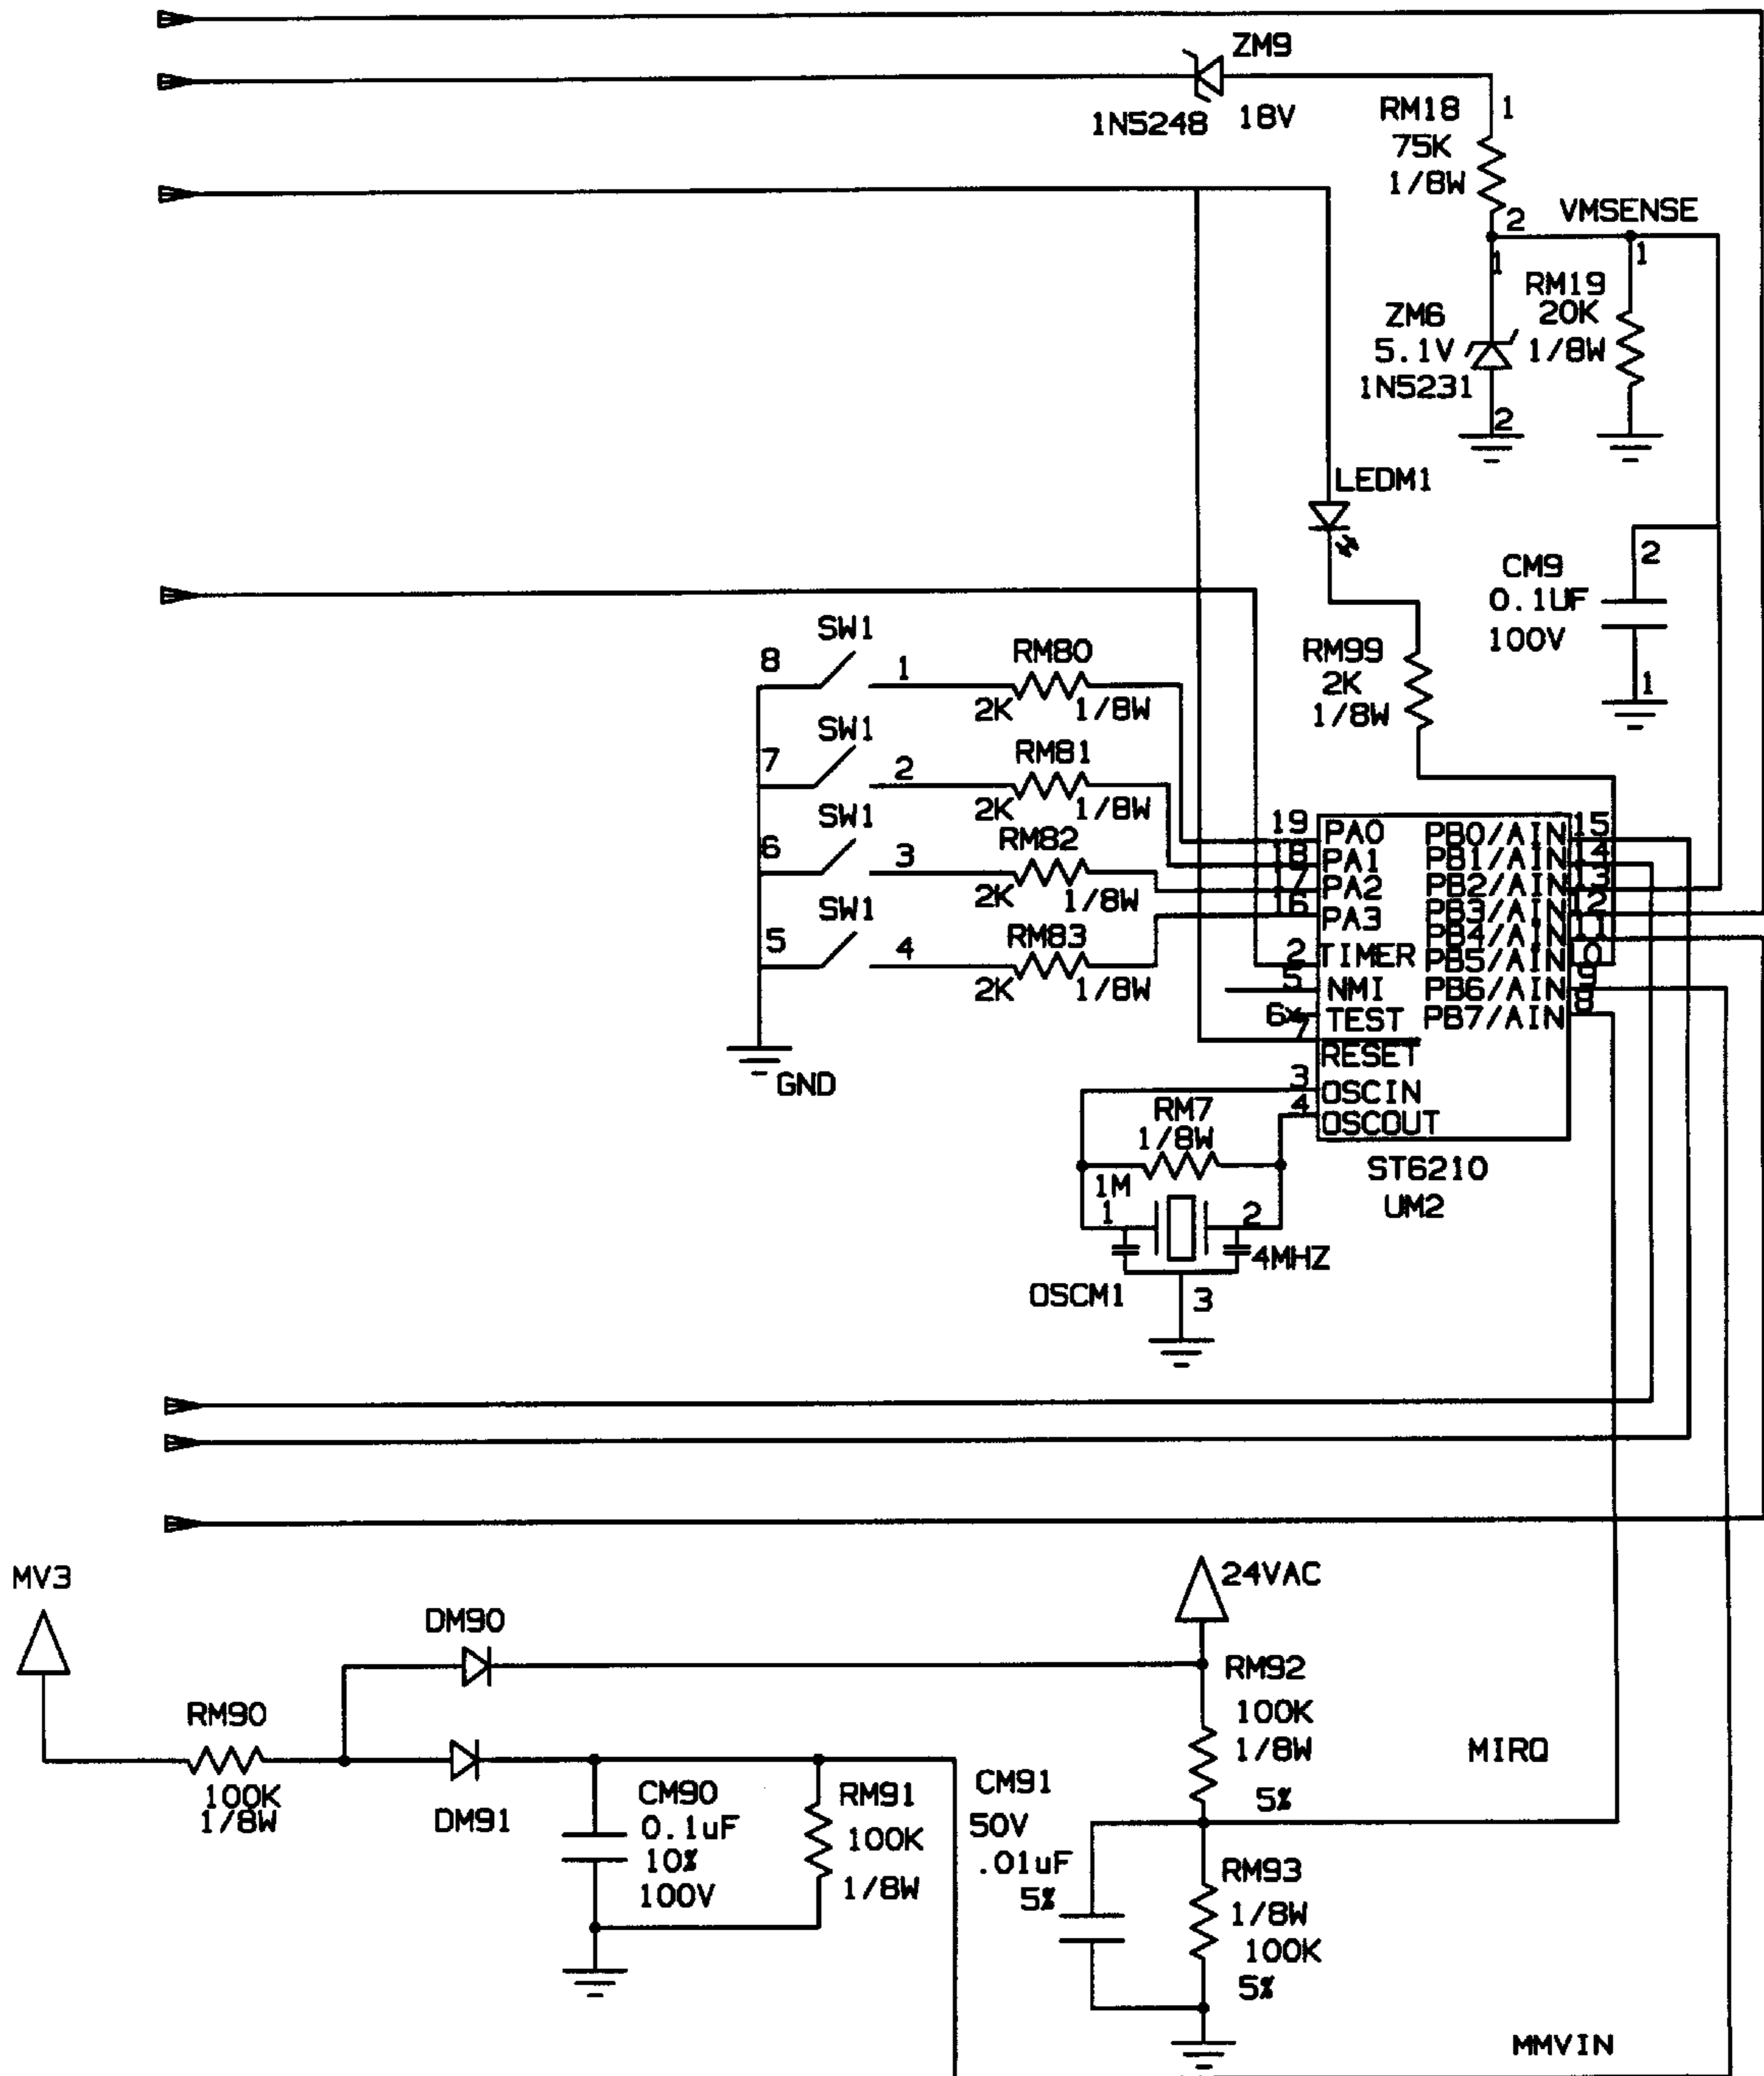 ZM9
1N5248 18V
RM18 1
75K
1/8W
2 VMSENSE
1 1
RM19
20K
1/8W
ZM6
5.1V
1N5231
2
LEDM1
2
CM9
0.1UF
100V
1
RM99
2K
1/8W
SW1
8 1 RM80
2K 1/8W
SW1
7 2 RM81
2K 1/8W
SW1
6 3 RM82
2K 1/8W
SW1
5 4 RM83
2K 1/8W
GND
19 PA0 PB0/AIN 15
18 PA1 PB1/AIN 14
17 PA2 PB2/AIN 13
16 PA3 PB3/AIN 12
PB4/AIN 11
2 TIMER PB5/AIN 10
5 NMI PB6/AIN 9
6x TEST PB7/AIN 8
7 RESET
3 OSCIN
4 OSCOUT
ST6210
UM2
RM7
1/8W
1M
1 2
4MHZ
OSCM1
3
MV3
24VAC
DM90
RM90
100K
1/8W
DM91
CM90
0.1uF
10%
100V
RM91
100K
1/8W
CM91
50V
.01uF
5%
RM92
100K
1/8W
5%
MIRQ
RM93
1/8W
100K
5%
MMVIN